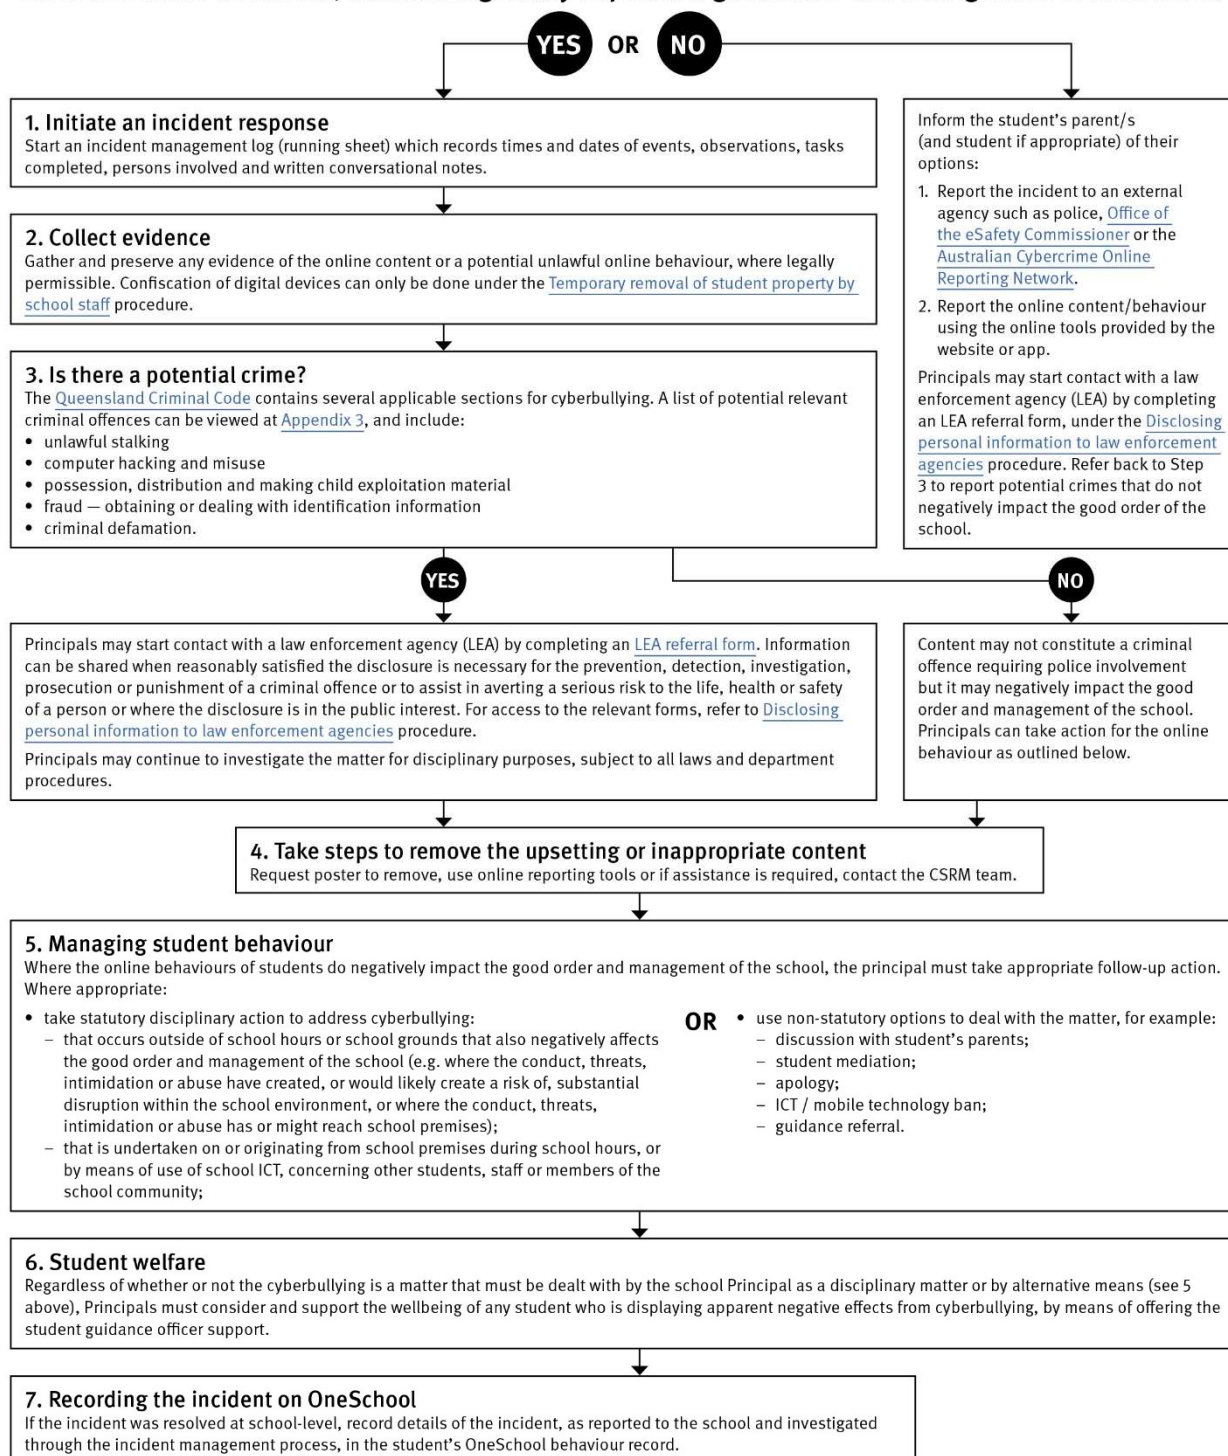 YES OR NO
1. Initiate an incident response
Start an incident management log (running sheet) which records times and dates of events, observations, tasks
completed, persons involved and written conversational notes.
2. Collect evidence
Gather and preserve any evidence of the online content or a potential unlawful online behaviour, where legally
permissible. Confiscation of digital devices can only be done under the Temporary removal of student property by
school staff procedure.
3. Is there a potential crime?
The Queensland Criminal Code contains several applicable sections for cyberbullying. A list of potential relevant
criminal offences can be viewed at Appendix 3, and include:
• unlawful stalking
• computer hacking and misuse
• possession, distribution and making child exploitation material
• fraud — obtaining or dealing with identification information
• criminal defamation.
Inform the student's parent/s
(and student if appropriate) of their
options:
1. Report the incident to an external
agency such as police, Office of
the eSafety Commissioner or the
Australian Cybercrime Online
Reporting Network.
2. Report the online content/behaviour
using the online tools provided by the
website or app.
Principals may start contact with a law
enforcement agency (LEA) by completing
an LEA referral form, under the Disclosing
personal information to law enforcement
agencies procedure. Refer back to Step
3 to report potential crimes that do not
negatively impact the good order of the
school.
YES
NO
Principals may start contact with a law enforcement agency (LEA) by completing an LEA referral form. Information
can be shared when reasonably satisfied the disclosure is necessary for the prevention, detection, investigation,
prosecution or punishment of a criminal offence or to assist in averting a serious risk to the life, health or safety
of a person or where the disclosure is in the public interest. For access to the relevant forms, refer to Disclosing
personal information to law enforcement agencies procedure.
Principals may continue to investigate the matter for disciplinary purposes, subject to all laws and department
procedures.
Content may not constitute a criminal
offence requiring police involvement
but it may negatively impact the good
order and management of the school.
Principals can take action for the online
behaviour as outlined below.
4. Take steps to remove the upsetting or inappropriate content
Request poster to remove, use online reporting tools or if assistance is required, contact the CSRM team.
5. Managing student behaviour
Where the online behaviours of students do negatively impact the good order and management of the school, the principal must take appropriate follow-up action.
Where appropriate:
• take statutory disciplinary action to address cyberbullying:
– that occurs outside of school hours or school grounds that also negatively affects
the good order and management of the school (e.g. where the conduct, threats,
intimidation or abuse have created, or would likely create a risk of, substantial
disruption within the school environment, or where the conduct, threats,
intimidation or abuse has or might reach school premises);
– that is undertaken on or originating from school premises during school hours, or
by means of use of school ICT, concerning other students, staff or members of the
school community;
OR
• use non-statutory options to deal with the matter, for example:
– discussion with student's parents;
– student mediation;
– apology;
– ICT / mobile technology ban;
– guidance referral.
6. Student welfare
Regardless of whether or not the cyberbullying is a matter that must be dealt with by the school Principal as a disciplinary matter or by alternative means (see 5
above), Principals must consider and support the wellbeing of any student who is displaying apparent negative effects from cyberbullying, by means of offering the
student guidance officer support.
7. Recording the incident on OneSchool
If the incident was resolved at school-level, record details of the incident, as reported to the school and investigated
through the incident management process, in the student's OneSchool behaviour record.